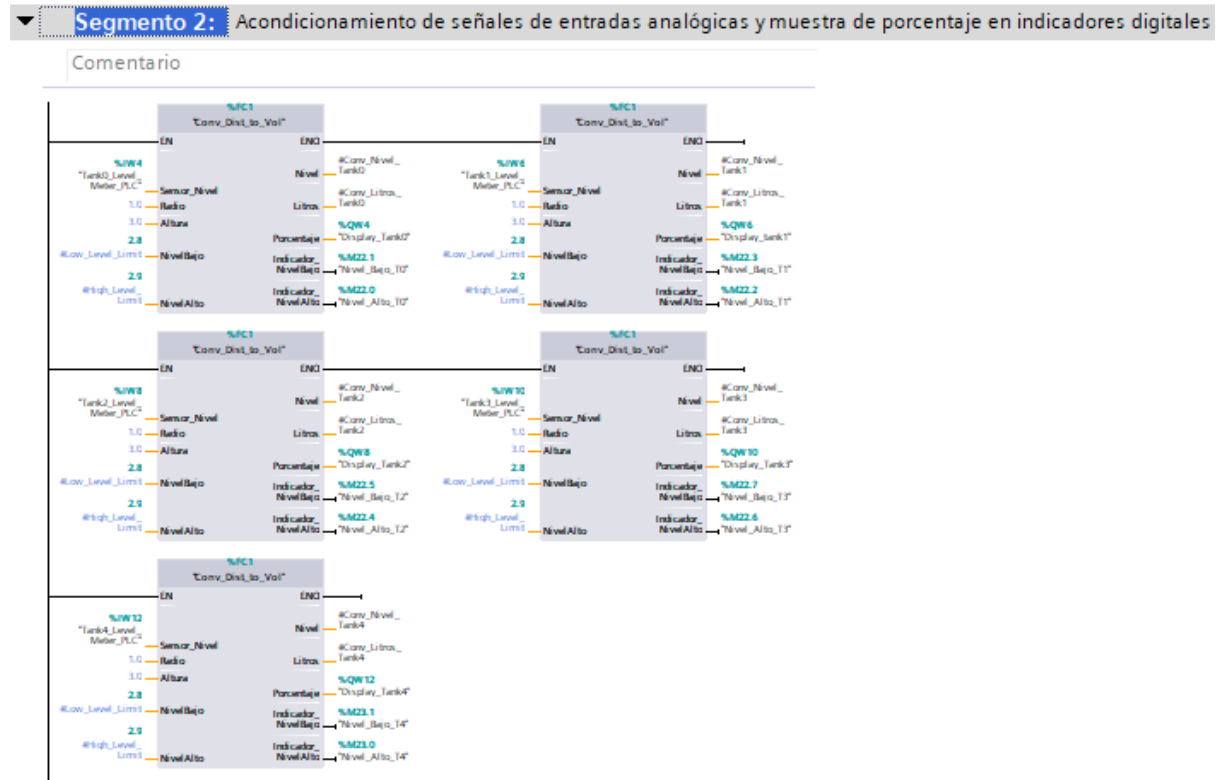 Segmento 2: Acondicionamiento de señales de entradas analógicas y muestra de porcentaje en indicadores digitales
Comentario
%FC1
"Conv_Dist_to_Vol"
EN
ENO
%IW4
"Tank0_Level_
Meter_PLC"
Sensor_Nivel
1.0
Radio
3.0
Altura
2.8
#Low_Level_Limit
NivelBajo
2.9
#High_Level_
Limit
NivelAlto
Nivel
#Conv_Nivel_
Tank0
Litros
#Conv_Litros_
Tank0
Porcentaje
%QW4
"Display_Tank0"
Indicador_
NivelBajo
%M22.1
"Nivel_Bajo_T0"
Indicador_
NivelAlto
%M22.0
"Nivel_Alto_T0"
%FC1
"Conv_Dist_to_Vol"
EN
ENO
%IW6
"Tank1_Level_
Meter_PLC"
Sensor_Nivel
1.0
Radio
3.0
Altura
2.8
#Low_Level_Limit
NivelBajo
2.9
#High_Level_
Limit
NivelAlto
Nivel
#Conv_Nivel_
Tank1
Litros
#Conv_Litros_
Tank1
Porcentaje
%QW6
"Display_tank1"
Indicador_
NivelBajo
%M22.3
"Nivel_Bajo_T1"
Indicador_
NivelAlto
%M22.2
"Nivel_Alto_T1"
%FC1
"Conv_Dist_to_Vol"
EN
ENO
%IW8
"Tank2_Level_
Meter_PLC"
Sensor_Nivel
1.0
Radio
3.0
Altura
2.8
#Low_Level_Limit
NivelBajo
2.9
#High_Level_
Limit
NivelAlto
Nivel
#Conv_Nivel_
Tank2
Litros
#Conv_Litros_
Tank2
Porcentaje
%QW8
"Display_Tank2"
Indicador_
NivelBajo
%M22.5
"Nivel_Bajo_T2"
Indicador_
NivelAlto
%M22.4
"Nivel_Alto_T2"
%FC1
"Conv_Dist_to_Vol"
EN
ENO
%IW10
"Tank3_Level_
Meter_PLC"
Sensor_Nivel
1.0
Radio
3.0
Altura
2.8
#Low_Level_Limit
NivelBajo
2.9
#High_Level_
Limit
NivelAlto
Nivel
#Conv_Nivel_
Tank3
Litros
#Conv_Litros_
Tank3
Porcentaje
%QW10
"Display_Tank3"
Indicador_
NivelBajo
%M22.7
"Nivel_Bajo_T3"
Indicador_
NivelAlto
%M22.6
"Nivel_Alto_T3"
%FC1
"Conv_Dist_to_Vol"
EN
ENO
%IW12
"Tank4_Level_
Meter_PLC"
Sensor_Nivel
1.0
Radio
3.0
Altura
2.8
#Low_Level_Limit
NivelBajo
2.9
#High_Level_
Limit
NivelAlto
Nivel
#Conv_Nivel_
Tank4
Litros
#Conv_Litros_
Tank4
Porcentaje
%QW12
"Display_Tank4"
Indicador_
NivelBajo
%M23.1
"Nivel_Bajo_T4"
Indicador_
NivelAlto
%M23.0
"Nivel_Alto_T4"